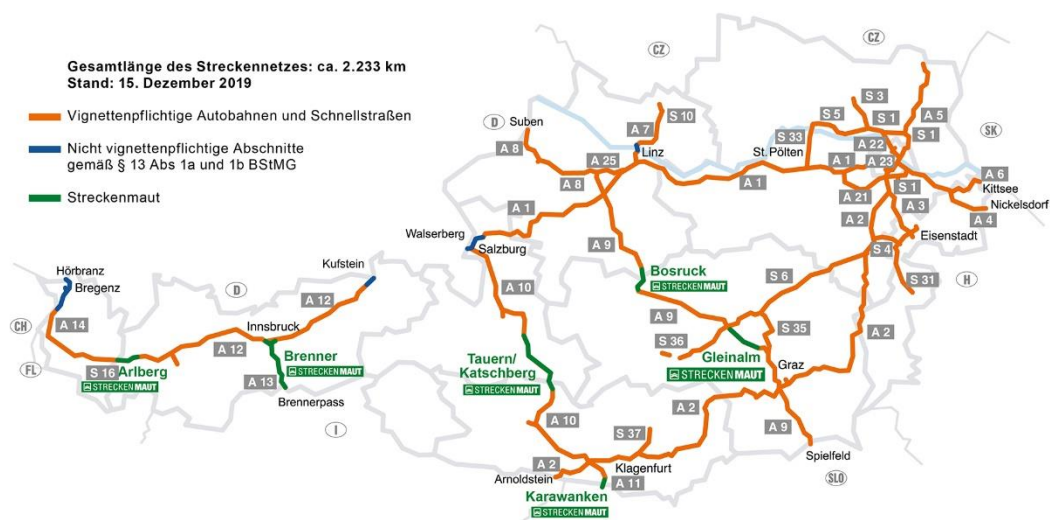 Gesamtlänge des Streckennetzes: ca. 2.233 km
Stand: 15. Dezember 2019
Vignettenpflichtige Autobahnen und Schnellstraßen
Nicht vignettenpflichtige Abschnitte
gemäß § 13 Abs 1a und 1b BStMG
Streckenmaut
CZ
CZ
D
Suben
A 8
A 7
S 10
Linz
A 25
A 8
A 1
S 3
S 5
S 1
A 5
S 33
S 1
SK
St.Pölten
A 22
A 1
A 23
A 1
A 6
Kittsee
A 21
S 1
A 3
Nickelsdorf
A 4
A 2
Eisenstadt
S 4
S 31
H
Walserberg
Salzburg
A 9
A 10
Bosruck
STRECKENMAUT
S 6
A 9
S 35
S 36
A 2
Gleinalm
STRECKENMAUT
Graz
Hörbranz
Bregenz
D
Kufstein
A 12
CH
A 14
Innsbruck
A 12
FL
S 16
Arlberg
STRECKENMAUT
Brenner
STRECKENMAUT
A 13
Brennerpass
I
Tauern/
Katschberg
STRECKENMAUT
A 10
A 2
A 9
S 37
Spielfeld
A 2
Klagenfurt
Arnoldstein
A 11
SLO
Karawanken
STRECKENMAUT